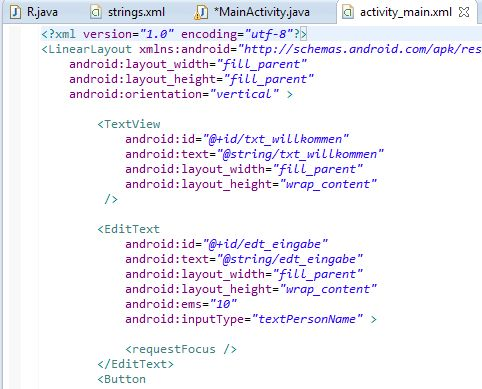 R.java strings.xml *MainActivity.java activity_main.xml
<?xml version="1.0" encoding="utf-8"?>
<LinearLayout xmlns:android="http://schemas.android.com/apk/res
android:layout_width="fill_parent"
android:layout_height="fill_parent"
android:orientation="vertical" >
<TextView
android:id="@+id/txt_willkommen"
android:text="@string/txt_willkommen"
android:layout_width="fill_parent"
android:layout_height="wrap_content"
/>
<EditText
android:id="@+id/edt_eingabe"
android:text="@string/edt_eingabe"
android:layout_width="fill_parent"
android:layout_height="wrap_content"
android:ems="10"
android:inputType="textPersonName" >
<requestFocus />
</EditText>
<Button